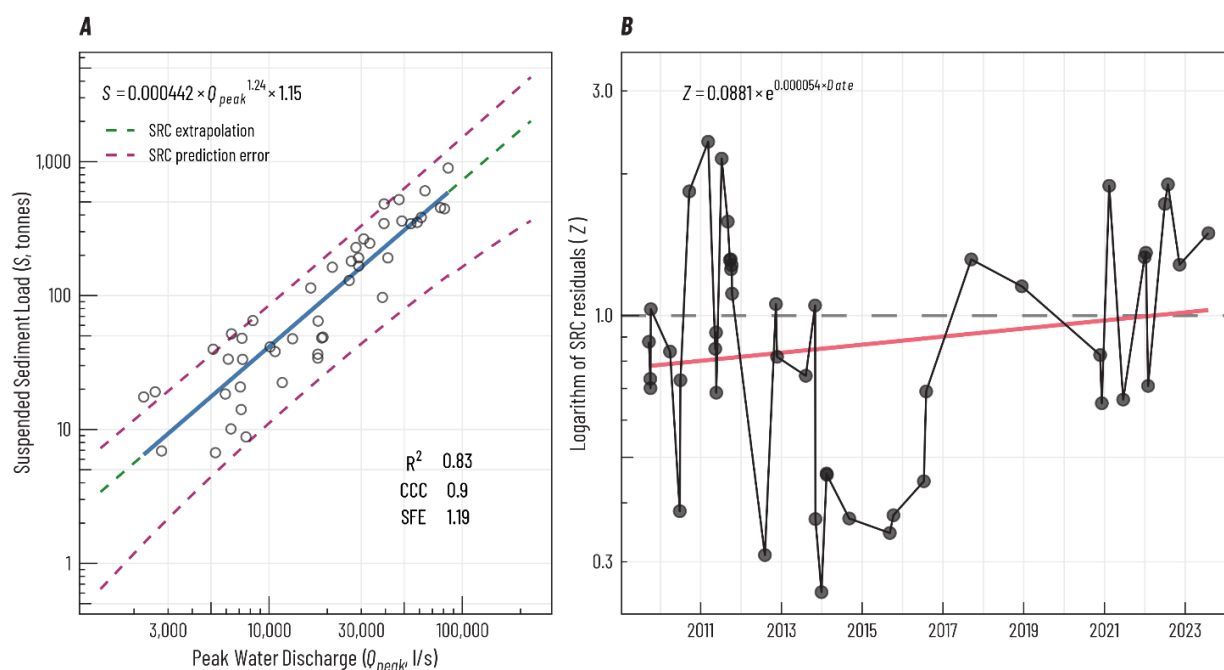 A
S = 0.000442 × Q_peak^1.24 × 1.15
SRC extrapolation
SRC prediction error
Suspended Sediment Load (S, tonnes)
1,000
100
10
1
R² 0.83
CCC 0.9
SFE 1.19
3,000 10,000 30,000 100,000
Peak Water Discharge (Q_peak, l/s)
B
Z = 0.0881 × e^0.000054×Date
Logarithm of SRC residuals (Z)
3.0
1.0
0.3
2011 2013 2015 2017 2019 2021 2023